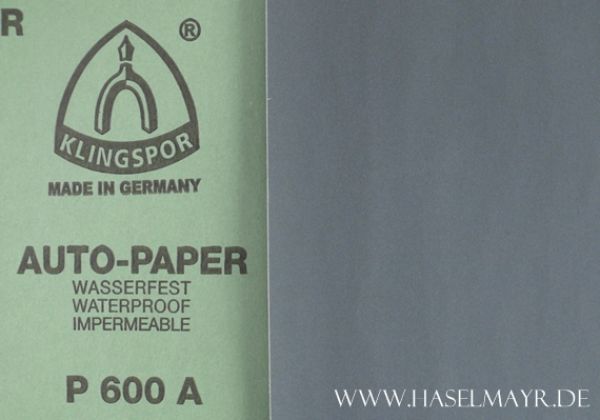 R
®
KLINGSPOR
MADE IN GERMANY
AUTO-PAPER
WASSERFEST
WATERPROOF
IMPERMEABLE
P 600 A
WWW.HASELMAYR.DE